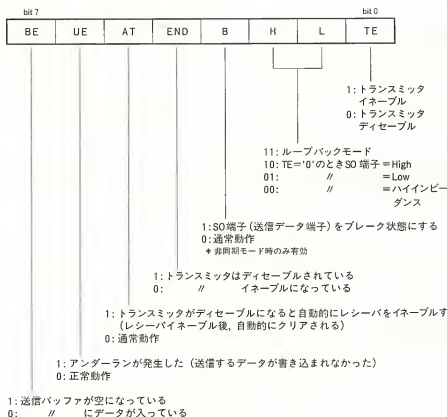 bit 7 bit 0
BE UE AT END B H L TE
1:トランスミッタ
イネーブル
0:トランスミッタ
ディセーブル
11:ループバックモード
10:TE='0'のときSO端子=High
01: 〃 =Low
00: 〃 =ハイインピー
ダンス
1:SO端子(送信データ端子)をブレーク状態にする
0:通常動作
*非同期モード時のみ有効
1:トランスミッタはディセーブルされている
0: 〃 イネーブルになっている
1:トランスミッタがディセーブルになると自動的にレシーバをイネーブルす
(レシーバイネーブル後,自動的にクリアされる)
0:通常動作
1:アンダーランが発生した(送信するデータが書き込まれなかった)
0:正常動作
1:送信バッファが空になっている
0: 〃 にデータが入っている